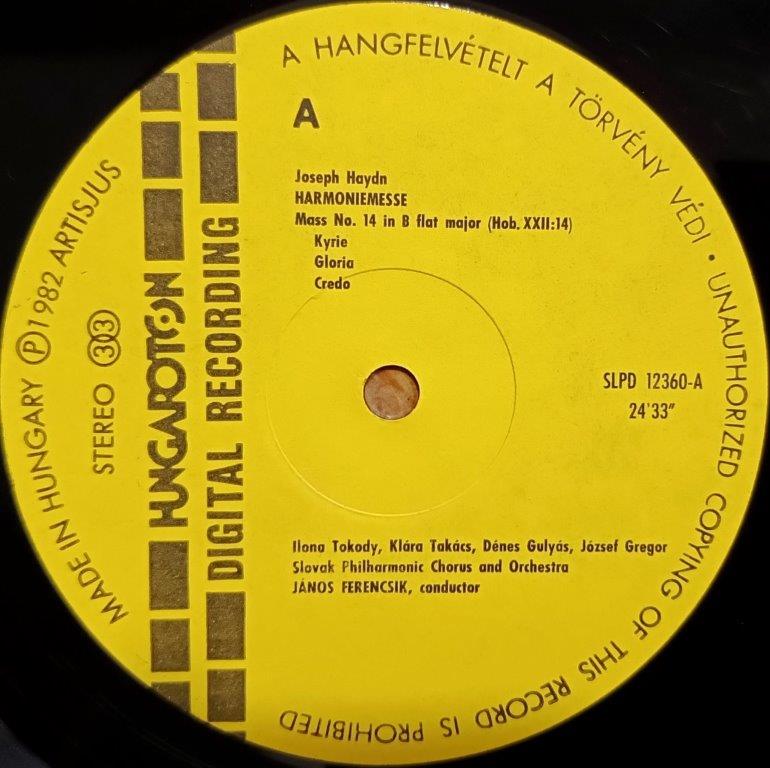 A HANGFELVÉTELT A TÖRVÉNY VÉDI • UNAUTHORIZED COPYING OF THIS RECORD IS PROHIBITED
A
Joseph Haydn
HARMONIEMESSE
Mass No. 14 in B flat major (Hob. XXII:14)
Kyrie
Gloria
Credo
SLPD 12360-A
24'33"
Ilona Tokody, Klára Takács, Dénes Gulyás, József Gregor
Slovak Philharmonic Chorus and Orchestra
JÁNOS FERENCSIK, conductor
MADE IN HUNGARY Ⓟ 1982 ARTISJUS
STEREO 33
HUNGAROTON
DIGITAL RECORDING